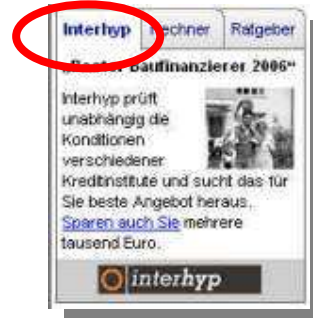 Interhyp Rechner Ratgeber
„Bester Baufinanzierer 2006“
Interhyp prüft
unabhängig die
Konditionen
verschiedener
Kreditinstitute und sucht das für
Sie beste Angebot heraus.
Sparen auch Sie mehrere
tausend Euro.
interhyp